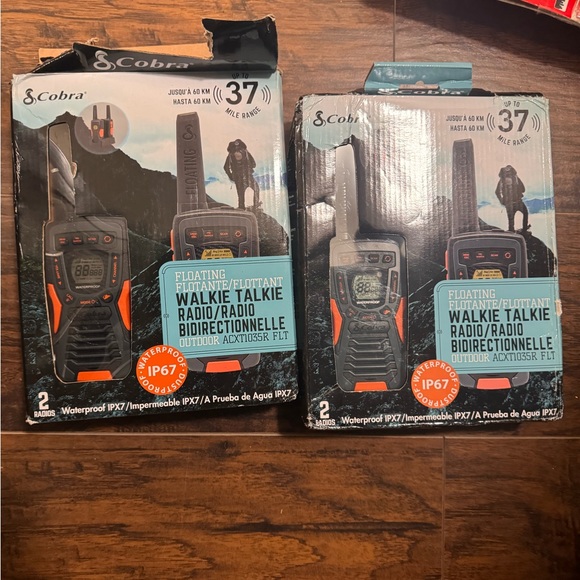 Cobra
Cobra
JUSQU'À 60 KM
HASTA 60 KM
UP TO
37
MILE RANGE
FLOATING
88
FLOATING
FLOTANTE/FLOTTANT
WALKIE TALKIE
RADIO/RADIO
BIDIRECTIONNELLE
OUTDOOR ACXT1035R FLT
WATERPROOF
IP67
DUSTPROOF
2
RADIOS
Waterproof IPX7/Impermeable IPX7/A Prueba de Agua IPX7
Cobra
JUSQU'À 60 KM
HASTA 60 KM
UP TO
37
MILE RANGE
FLOATING
88
FLOATING
FLOTANTE/FLOTTANT
WALKIE TALKIE
RADIO/RADIO
BIDIRECTIONNELLE
OUTDOOR ACXT1035R FLT
WATERPROOF
IP67
DUSTPROOF
2
RADIOS
Waterproof IPX7/Impermeable IPX7/A Prueba de Agua IPX7